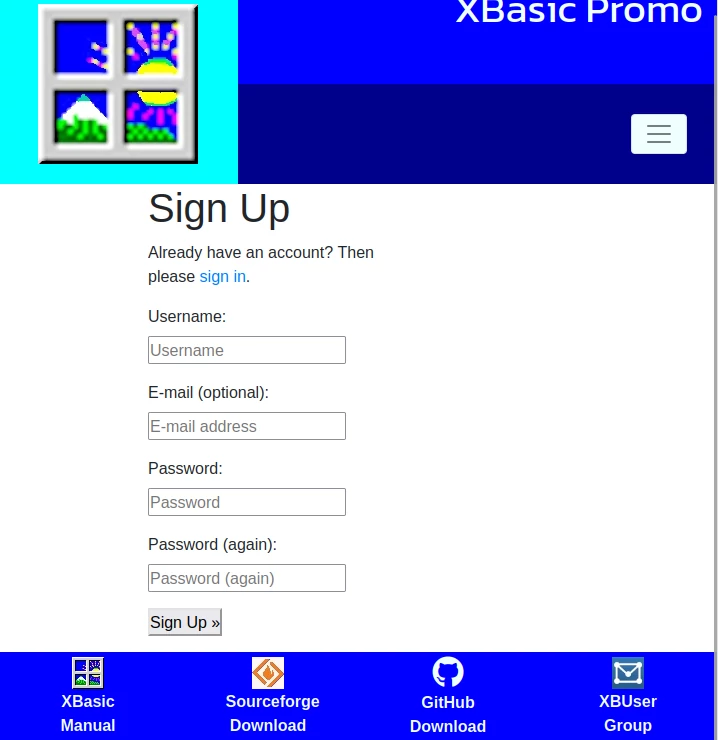 XBasic Promo
Sign Up
Already have an account? Then
please sign in.
Username:
Username
E-mail (optional):
E-mail address
Password:
Password
Password (again):
Password (again)
Sign Up »
XBasic
Manual
Sourceforge
Download
GitHub
Download
XBUser
Group